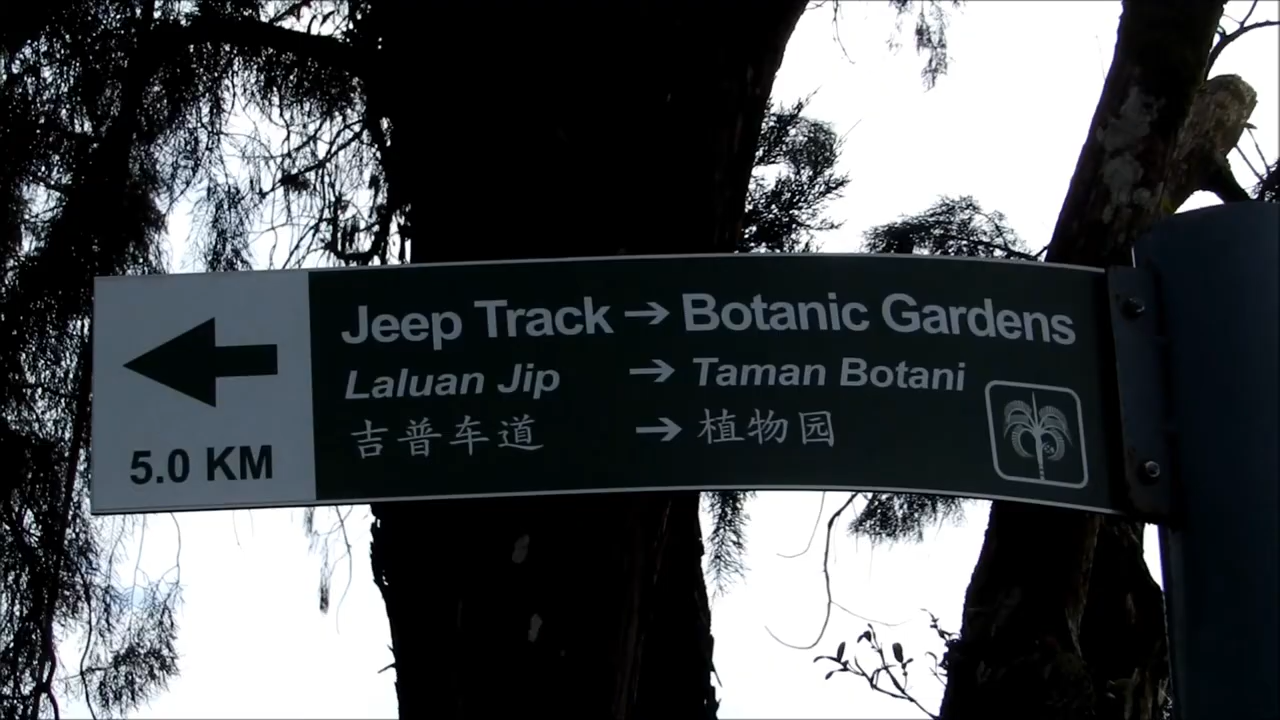 Jeep Track → Botanic Gardens
Laluan Jip → Taman Botani
吉普车道 → 植物园
5.0 KM